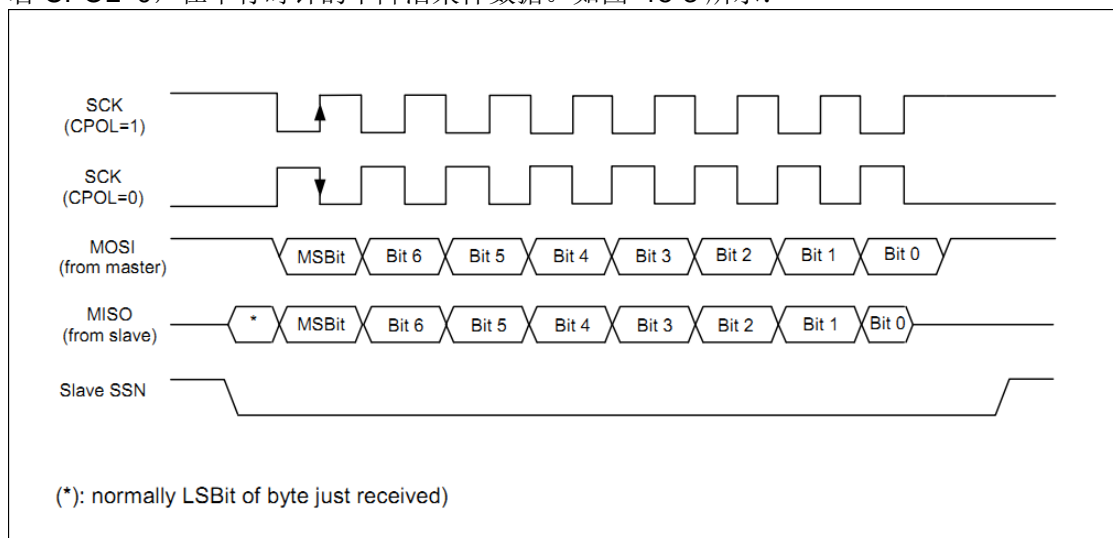 SCK
(CPOL=1)
SCK
(CPOL=0)
MOSI
(from master)
MSBit Bit 6 Bit 5 Bit 4 Bit 3 Bit 2 Bit 1 Bit 0
MISO
(from slave)
* MSBit Bit 6 Bit 5 Bit 4 Bit 3 Bit 2 Bit 1 Bit 0
Slave SSN
(*): normally LSBit of byte just received)